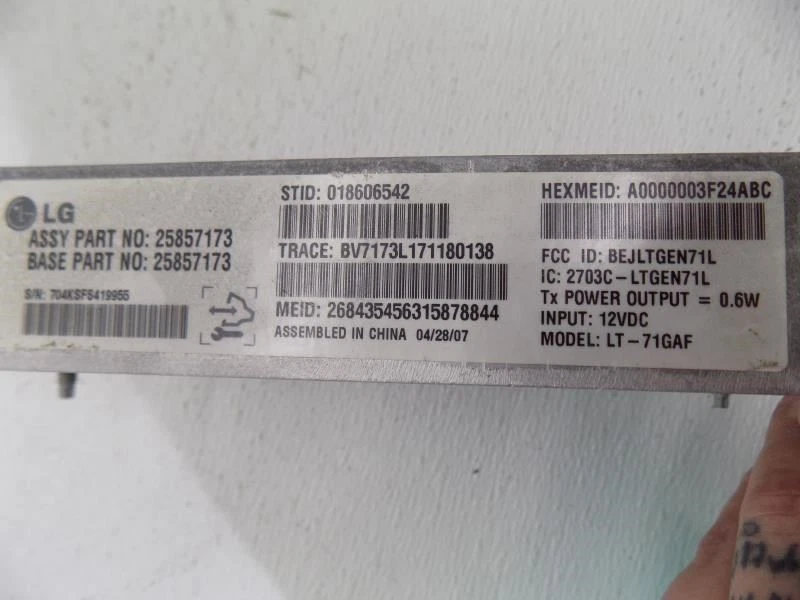 LG
ASSY PART NO: 25857173
BASE PART NO: 25857173
S/N: 704KSFS419955
STID: 018606542
TRACE: BV7173L171180138
MEID: 268435456315878844
ASSEMBLED IN CHINA 04/28/07
HEXMEID: A0000003F24ABC
FCC ID: BEJLTGEN71L
IC: 2703C-LTGEN71L
Tx POWER OUTPUT = 0.6W
INPUT: 12VDC
MODEL: LT-71GAF